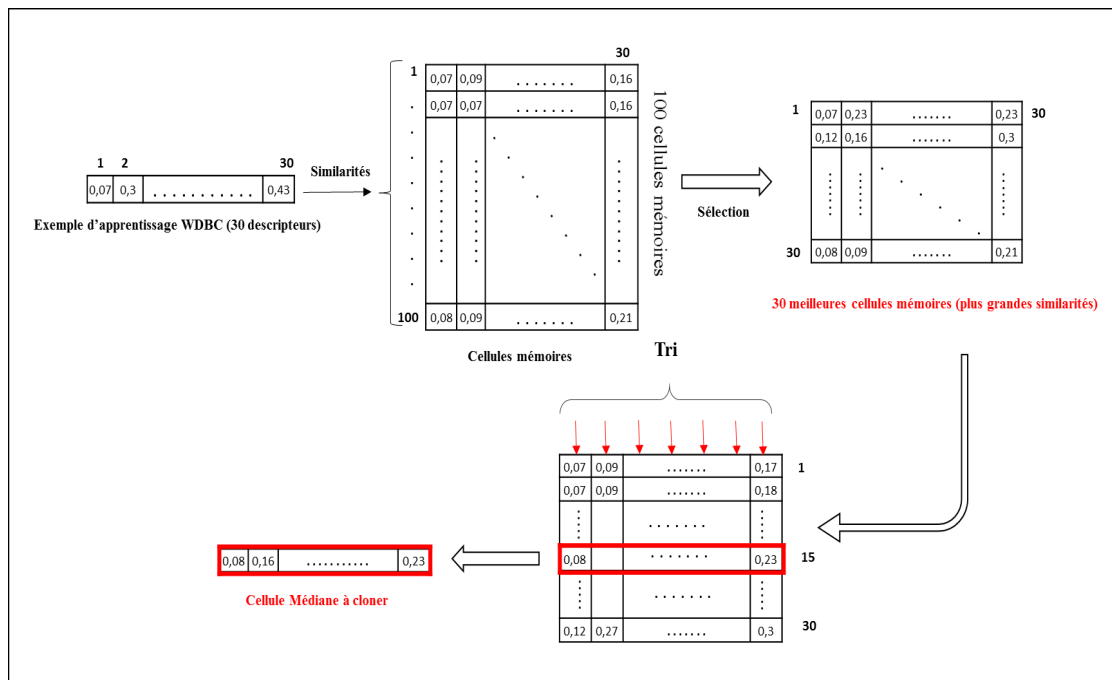 1 2 30
0,07 0,3 ........... 0,43
Exemple d'apprentissage WDBC (30 descripteurs)
Similarités
30
1 0,07 0,09 ....... 0,16
0,07 0,07 ....... 0,16
100 0,08 0,09 ....... 0,21
Cellules mémoires
100 cellules mémoires
Sélection
1 0,07 0,23 ....... 0,23 30
0,12 0,16 ....... 0,3
30 0,08 0,09 ....... 0,21
30 meilleures cellules mémoires (plus grandes similarités)
Tri
0,07 0,09 ....... 0,17 1
0,07 0,09 ....... 0,18
.......
0,08 ....... 0,23 15
.......
0,12 0,27 ....... 0,3 30
0,08 0,16 .......... 0,23
Cellule Médiane à cloner